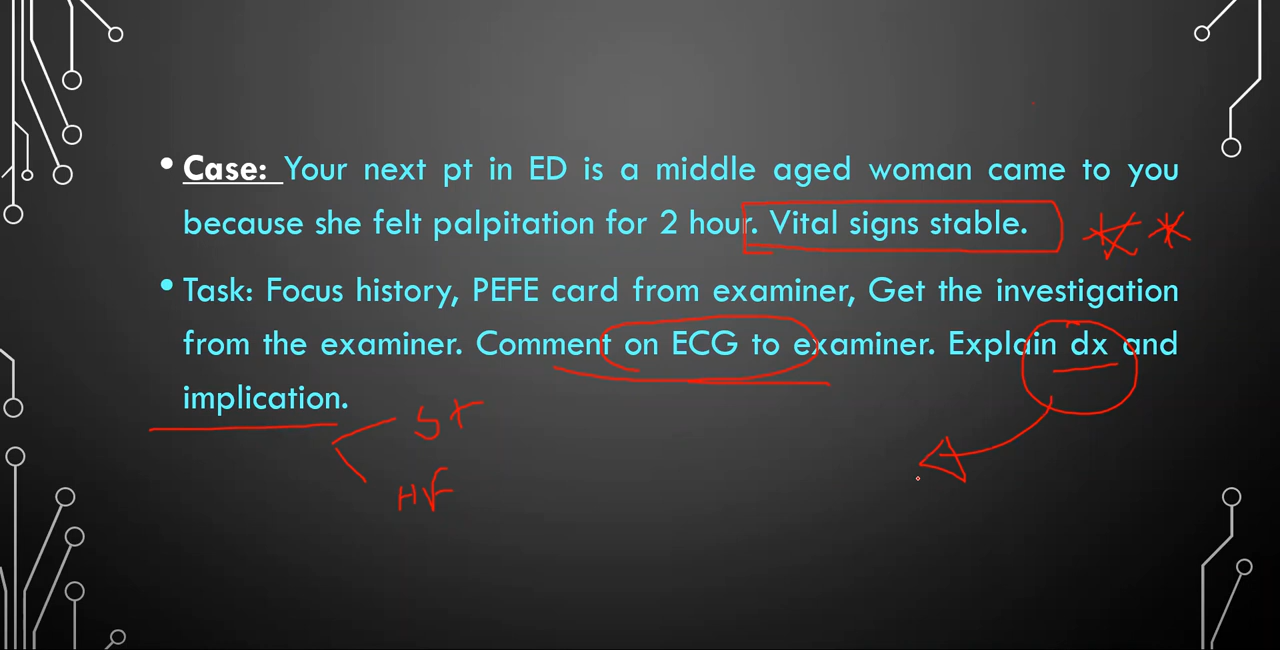 • Case: Your next pt in ED is a middle aged woman came to you
because she felt palpitation for 2 hour. Vital signs stable.
• Task: Focus history, PEFE card from examiner, Get the investigation
from the examiner. Comment on ECG to examiner. Explain dx and
implication.
HF